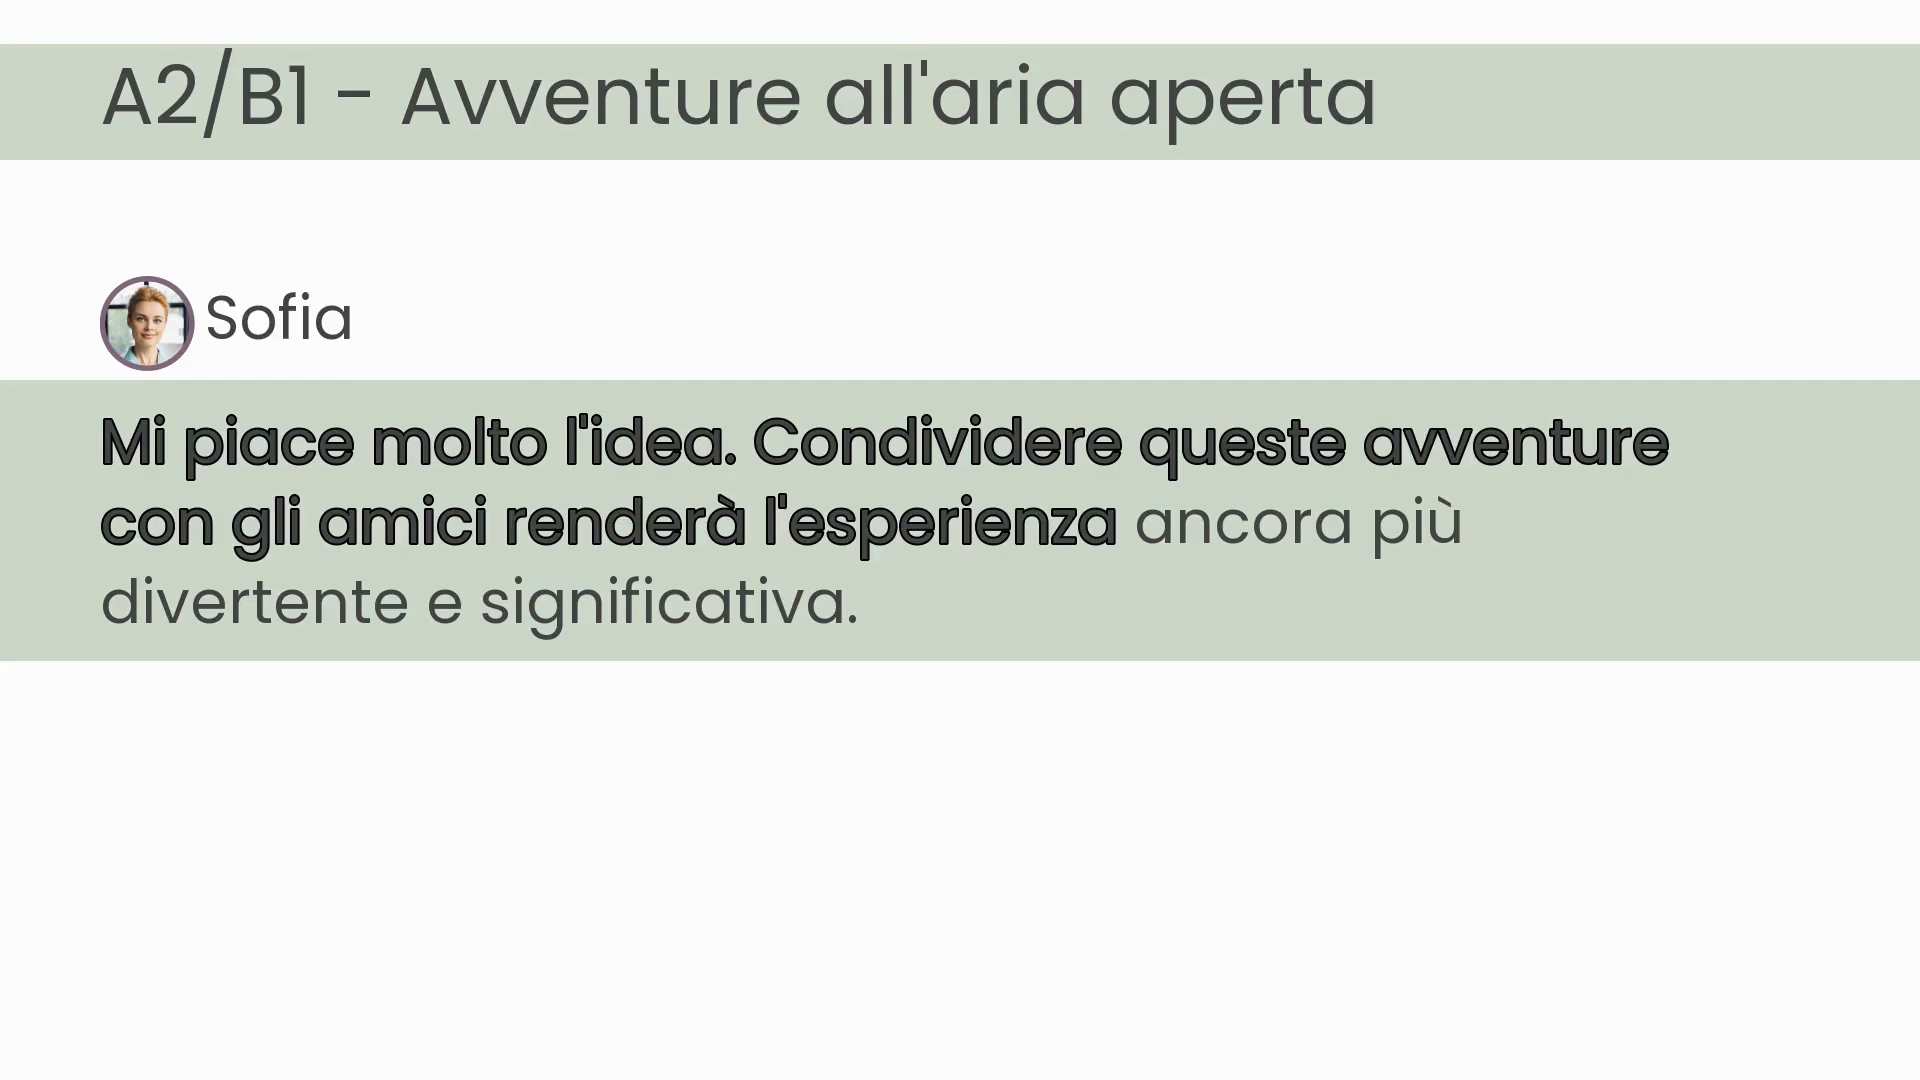 A2/B1 - Avventure all'aria aperta
Sofia
Mi piace molto l'idea. Condividere queste avventure
con gli amici renderà l'esperienza ancora più
divertente e significativa.